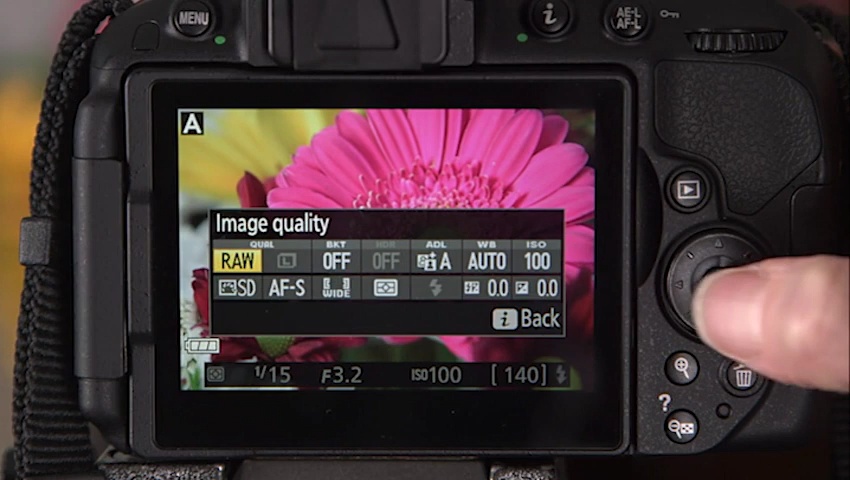 MENU
i
AE-L
AF-L
A
Image quality
QUAL BKT HDR ADL WB ISO
RAW L OFF OFF A AUTO 100
SD AF-S WIDE 0.0 0.0
i Back
1/15 F3.2 ISO100 [140]
?